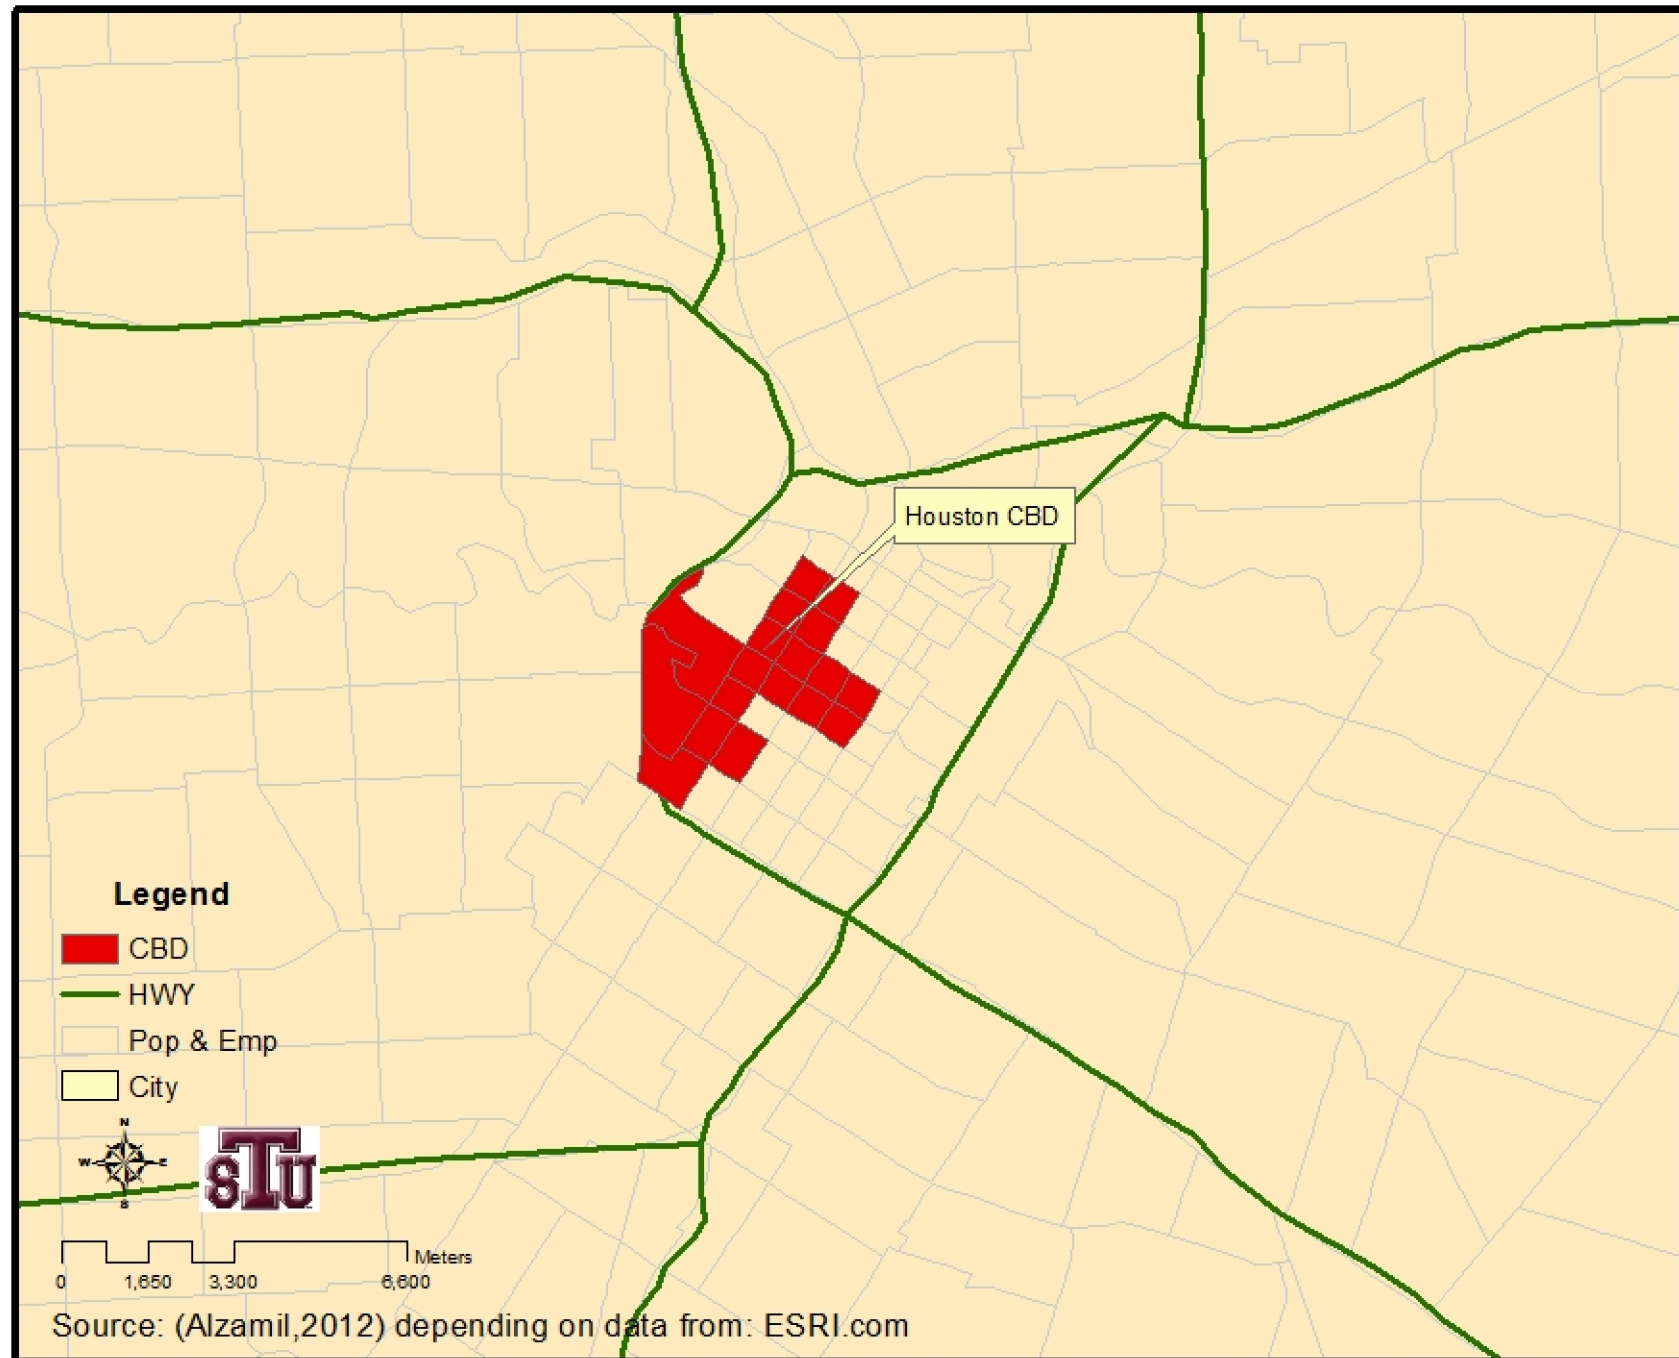 Houston CBD
Legend
CBD
HWY
Pop & Emp
City
N
W E
S
TSU
Meters
0 1,650 3,300 6,600
Source: (Alzamil,2012) depending on data from: ESRI.com